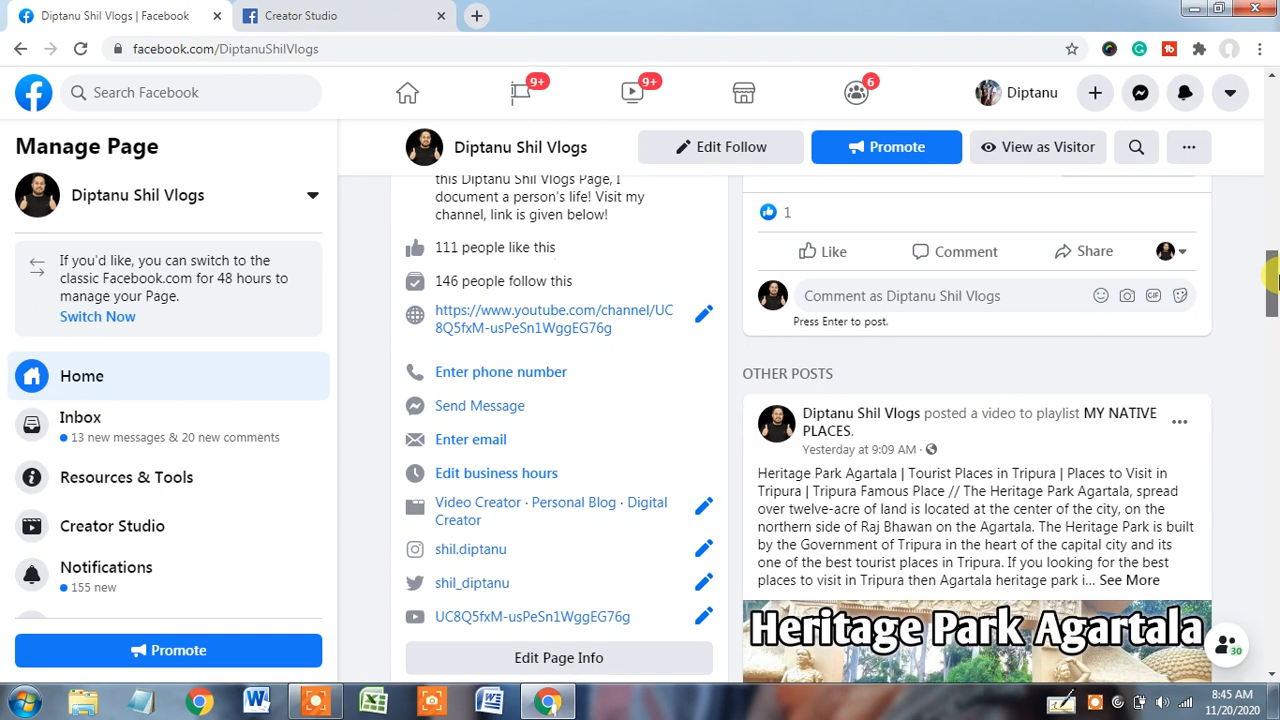 Diptanu Shil Vlogs | Facebook
Creator Studio
facebook.com/DiptanuShilVlogs
Search Facebook
9+
9+
6
Diptanu
Manage Page
Diptanu Shil Vlogs
If you'd like, you can switch to the
classic Facebook.com for 48 hours to
manage your Page.
Switch Now
Home
Inbox
13 new messages & 20 new comments
Resources & Tools
Creator Studio
Notifications
155 new
Promote
Diptanu Shil Vlogs
Edit Follow
Promote
View as Visitor
this Diptanu Shil Vlogs Page, I
document a person's life! Visit my
channel, link is given below!
111 people like this
146 people follow this
https://www.youtube.com/channel/UC
8Q5fxM-usPeSn1WggEG76g
Enter phone number
Send Message
Enter email
Edit business hours
Video Creator · Personal Blog · Digital
Creator
shil.diptanu
shil_diptanu
UC8Q5fxM-usPeSn1WggEG76g
Edit Page Info
1
Like
Comment
Share
Comment as Diptanu Shil Vlogs
GIF
Press Enter to post.
OTHER POSTS
Diptanu Shil Vlogs posted a video to playlist MY NATIVE
PLACES.
Yesterday at 9:09 AM ·
Heritage Park Agartala | Tourist Places in Tripura | Places to Visit in
Tripura | Tripura Famous Place // The Heritage Park Agartala, spread
over twelve-acre of land is located at the center of the city, on the
northern side of Raj Bhawan on the Agartala. The Heritage Park is built
by the Government of Tripura in the heart of the capital city and its
one of the best tourist places in Tripura. If you looking for the best
places to visit in Tripura then Agartala heritage park i... See More
Heritage Park Agartala
30
8:45 AM
11/20/2020